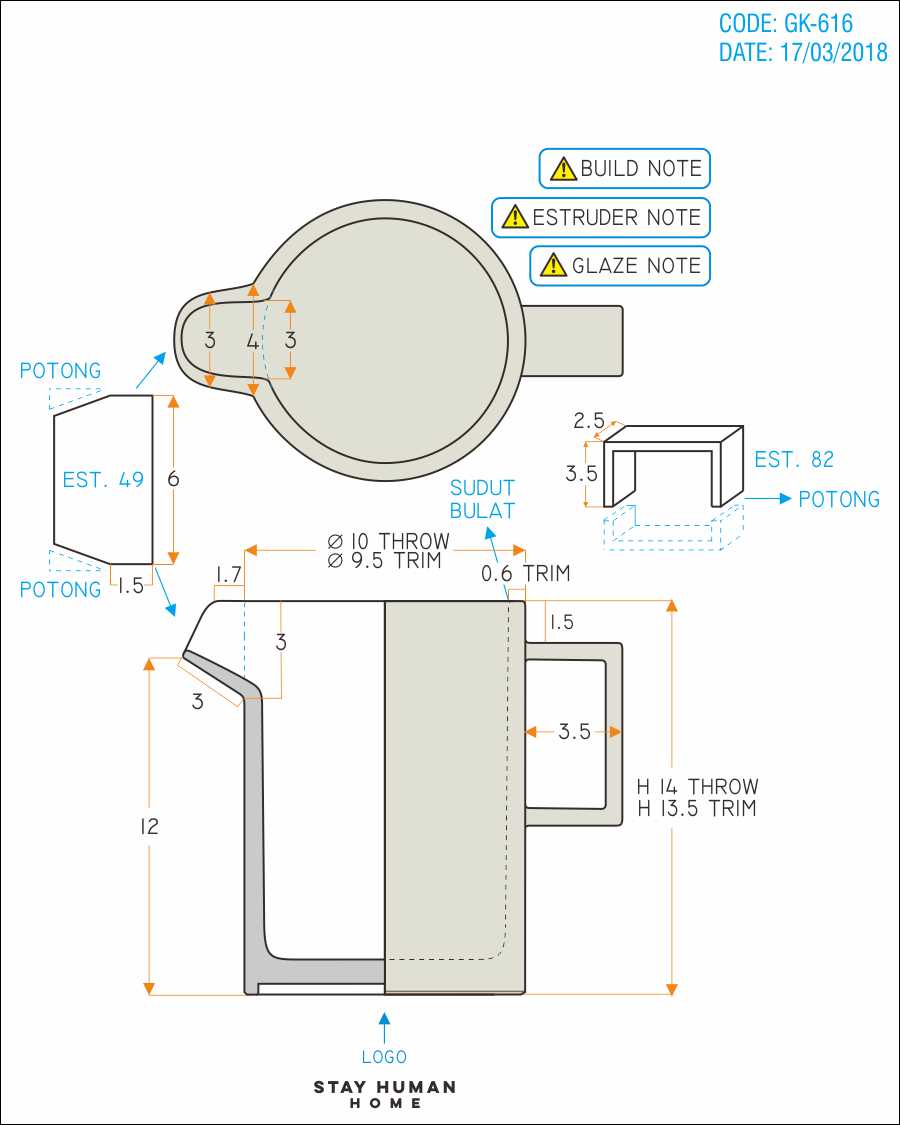 CODE: GK-616
DATE: 17/03/2018
BUILD NOTE
ESTRUDER NOTE
GLAZE NOTE
3
4
3
POTONG
EST. 49
6
POTONG
1.5
2.5
3.5
EST. 82
POTONG
SUDUT
BULAT
Ø 10 THROW
Ø 9.5 TRIM
0.6 TRIM
1.7
3
1.5
3
3.5
H 14 THROW
H 13.5 TRIM
12
LOGO
STAY HUMAN
HOME